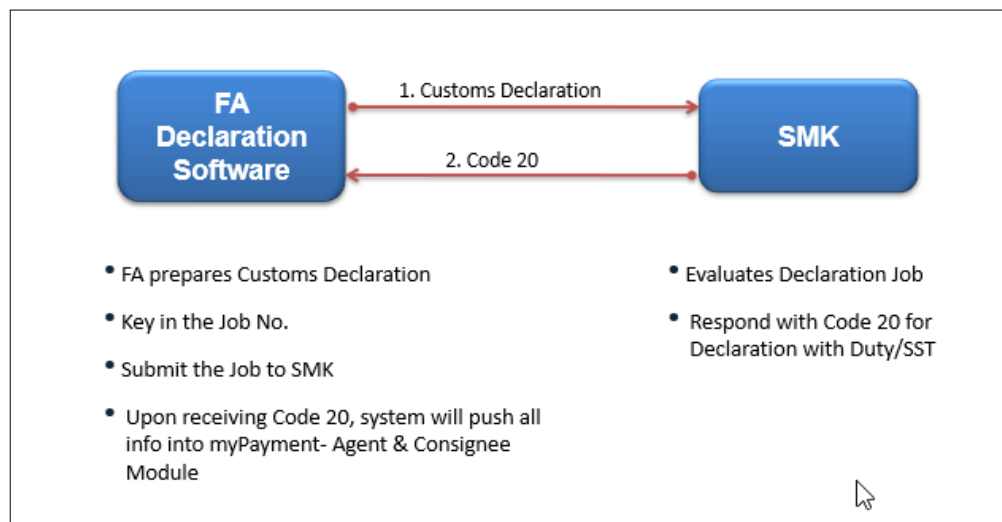 FA
Declaration
Software
1. Customs Declaration
2. Code 20
SMK
• FA prepares Customs Declaration
• Key in the Job No.
• Submit the Job to SMK
• Upon receiving Code 20, system will push all
info into myPayment- Agent & Consignee
Module
• Evaluates Declaration Job
• Respond with Code 20 for
Declaration with Duty/SST